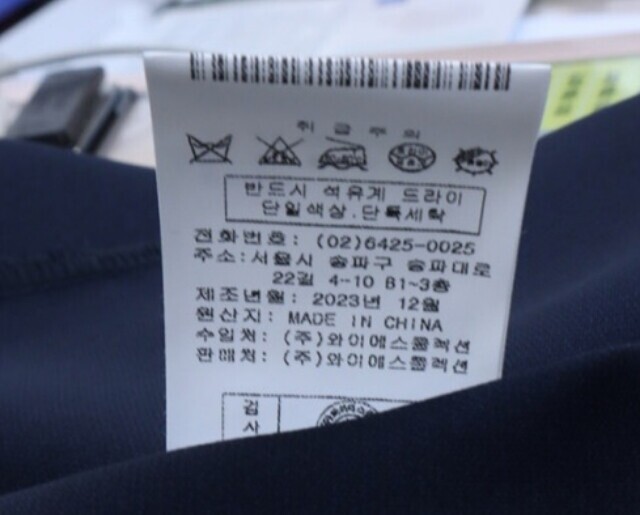 취급주의
반드시 석유계 드라이
단일색상.단독세탁
전화번호: (02)6425-0025
주소:서울시 송파구 송파대로
22길 4-10 B1~3층
제조년월: 2023년 12월
원산지: MADE IN CHINA
수입처: (주)와이에스콜렉션
판매처: (주)와이에스콜렉션
검
사